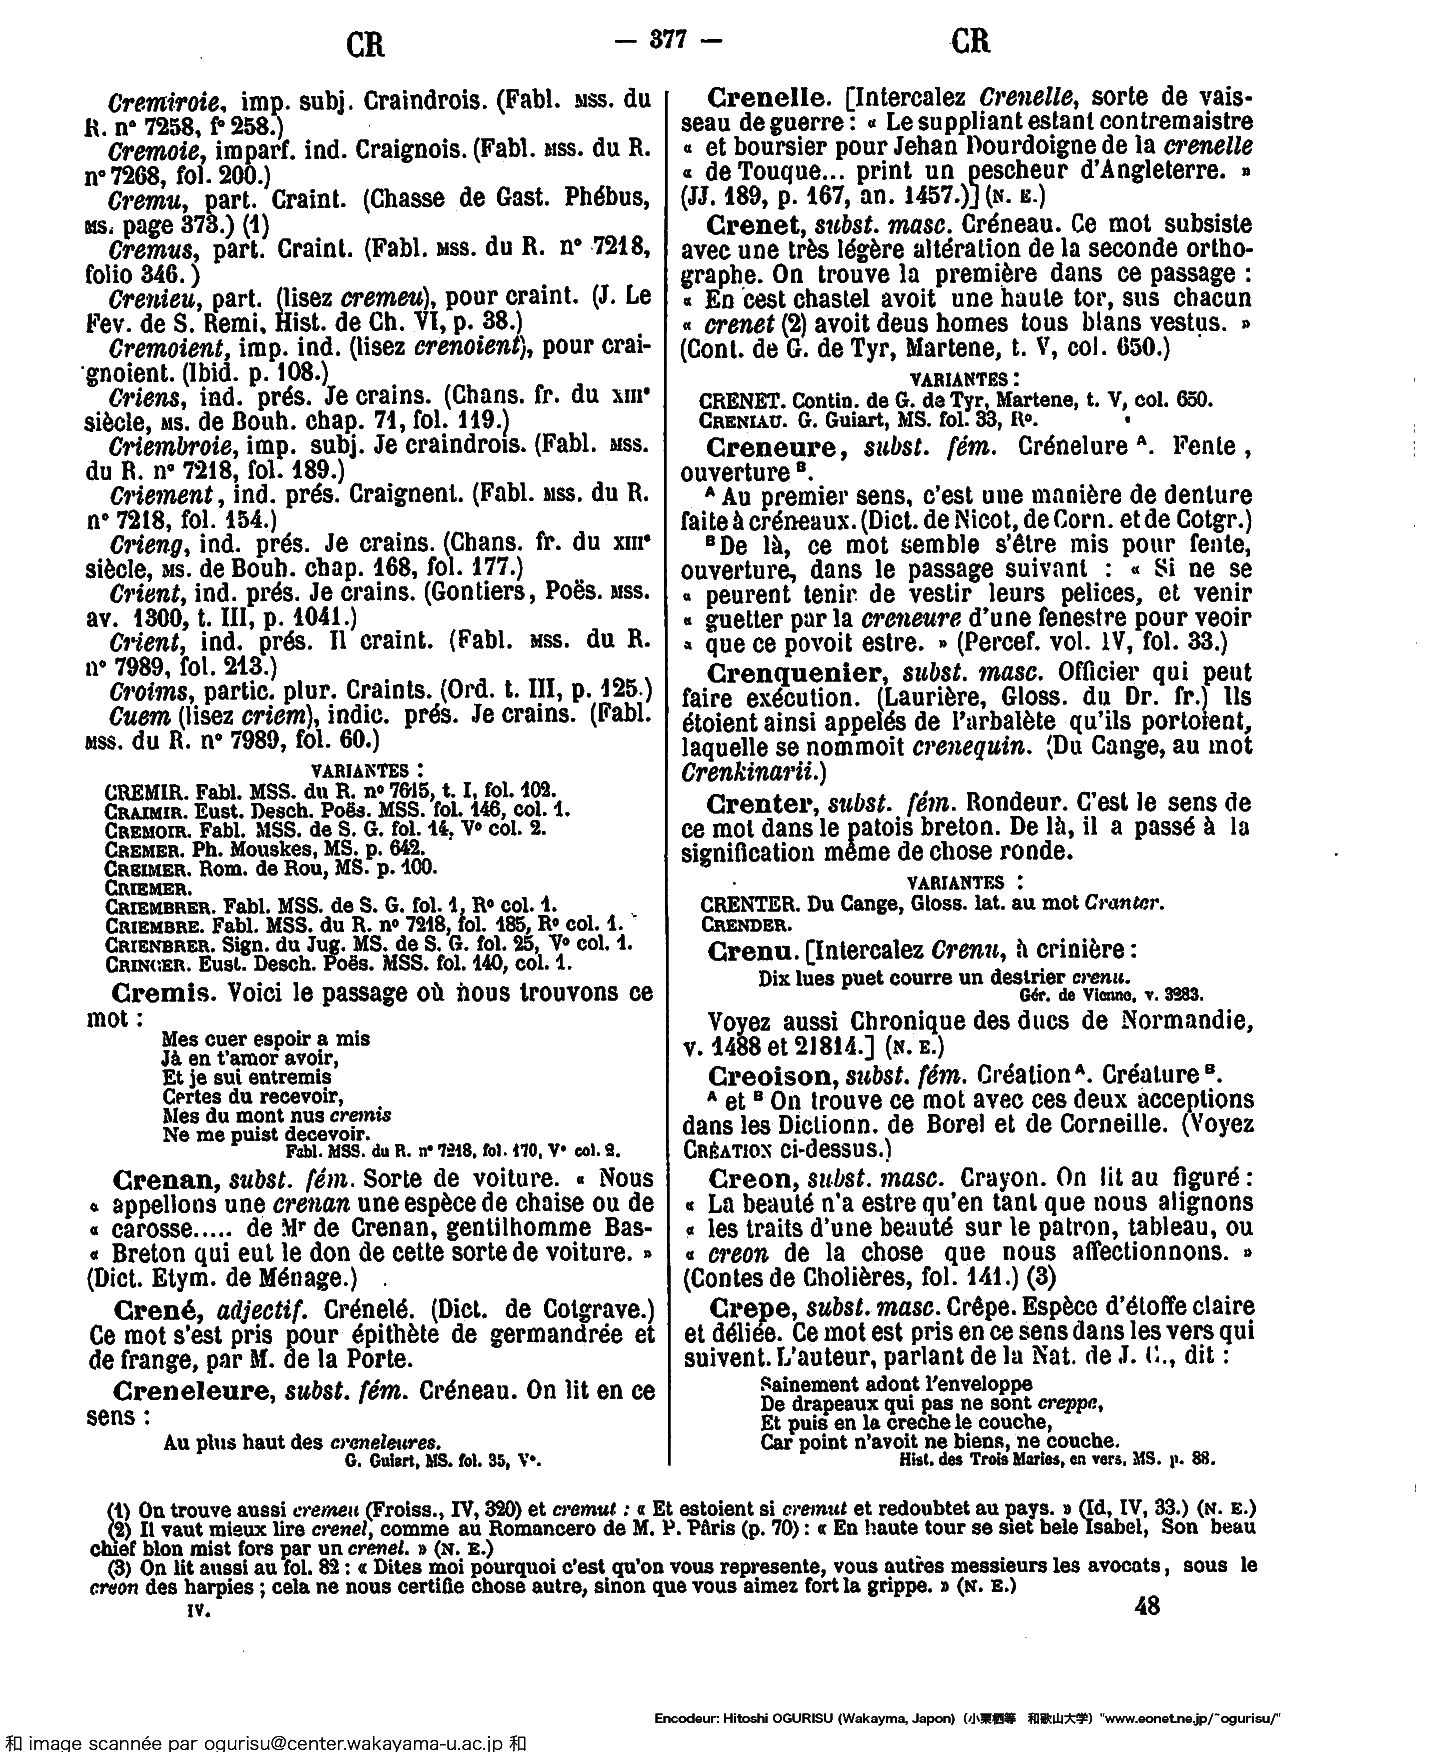 CR — 377 — CR
Cremiroie, imp. subj. Craindrois. (Fabl. MSS. du
R. n° 7258, f° 258.)
Cremoie, imparf. ind. Craignois. (Fabl. MSS. du R.
n° 7268, fol. 200.)
Cremu, part. Craint. (Chasse de Gast. Phébus,
MS. page 373.) (1)
Cremus, part. Craint. (Fabl. MSS. du R. n° 7218,
folio 346.)
Crenieu, part. (lisez cremeu), pour craint. (J. Le
Fev. de S. Remi, Hist. de Ch. VI, p. 38.)
Cremoient, imp. ind. (lisez crenoient), pour crai-
gnoient. (Ibid. p. 108.)
Criens, ind. prés. Je crains. (Chans. fr. du XIIIe
siècle, MS. de Bouh. chap. 71, fol. 119.)
Criembroie, imp. subj. Je craindrois. (Fabl. MSS.
du R. n° 7218, fol. 189.)
Criement, ind. prés. Craignent. (Fabl. MSS. du R.
n° 7218, fol. 154.)
Crieng, ind. prés. Je crains. (Chans. fr. du XIIIe
siècle, MS. de Bouh. chap. 168, fol. 177.)
Crient, ind. prés. Je crains. (Gontiers, Poës. MSS.
av. 1300, t. III, p. 1041.)
Crient, ind. prés. Il craint. (Fabl. MSS. du R.
n° 7989, fol. 213.)
Croims, partic. plur. Craints. (Ord. t. III, p. 125.)
Cuem (lisez criem), indic. prés. Je crains. (Fabl.
MSS. du R. n° 7989, fol. 60.)
VARIANTES :
CREMIR. Fabl. MSS. du R. n° 7615, t. I, fol. 102.
CRAIMIR. Eust. Desch. Poës. MSS. fol. 146, col. 1.
CREMOIR. Fabl. MSS. de S. G. fol. 14, V° col. 2.
CREMER. Ph. Mouskes, MS. p. 642.
CREIMER. Rom. de Rou, MS. p. 100.
CRIEMER.
CRIEMBRER. Fabl. MSS. de S. G. fol. 1, R° col. 1.
CRIEMBRE. Fabl. MSS. du R. n° 7218, fol. 185, R° col. 1.
CRIENBRER. Sign. du Jug. MS. de S. G. fol. 25, V° col. 1.
CRINGER. Eust. Desch. Poës. MSS. fol. 140, col. 1.
Cremis. Voici le passage où nous trouvons ce
mot :
Mes cuer espoir a mis
Jà en t'amor avoir,
Et je sui entremis
Certes du recevoir,
Mes du mont nus cremis
Ne me puist decevoir.
Fabl. MSS. du R. n° 7218, fol. 170, V° col. 2.
Crenan, subst. fém. Sorte de voiture. « Nous
« appellons une crenan une espèce de chaise ou de
« carosse..... de Mr de Crenan, gentilhomme Bas-
« Breton qui eut le don de cette sorte de voiture. »
(Dict. Etym. de Ménage.)
Crené, adjectif. Crénelé. (Dict. de Cotgrave.)
Ce mot s'est pris pour épithète de germandrée et
de frange, par M. de la Porte.
Creneleure, subst. fém. Créneau. On lit en ce
sens :
Au plus haut des creneleures.
G. Guiart, MS. fol. 35, V°.
Crenelle. [Intercalez Crenelle, sorte de vais-
seau de guerre : « Le suppliant estant contremaistre
« et boursier pour Jehan Dourdoigne de la crenelle
« de Touque... print un pescheur d'Angleterre. »
(JJ. 189, p. 167, an. 1457.)] (N. E.)
Crenet, subst. masc. Créneau. Ce mot subsiste
avec une très légère altération de la seconde ortho-
graphe. On trouve la première dans ce passage :
« En cest chastel avoit une haute tor, sus chacun
« crenet (2) avoit deus homes tous blans vestus. »
(Cont. de G. de Tyr, Martene, t. V, col. 650.)
VARIANTES :
CRENET. Contin. de G. de Tyr, Martene, t. V, col. 650.
CRENIAU. G. Guiart, MS. fol. 33, R°.
Creneure, subst. fém. Crénelure A. Fente,
ouverture B.
A Au premier sens, c'est une manière de denture
faite à créneaux. (Dict. de Nicot, de Corn. et de Cotgr.)
B De là, ce mot semble s'être mis pour fente,
ouverture, dans le passage suivant : « Si ne se
« peurent tenir de vestir leurs pelices, et venir
« guetter par la creneure d'une fenestre pour veoir
« que ce povoit estre. » (Percef. vol. IV, fol. 33.)
Crenquenier, subst. masc. Officier qui peut
faire exécution. (Laurière, Gloss. du Dr. fr.) Ils
étoient ainsi appelés de l'arbalète qu'ils portoient,
laquelle se nommoit crenequin. (Du Cange, au mot
Crenkinarii.)
Crenter, subst. fém. Rondeur. C'est le sens de
ce mot dans le patois breton. De là, il a passé à la
signification même de chose ronde.
VARIANTES :
CRENTER. Du Cange, Gloss. lat. au mot Cranter.
CRENDER.
Crenu. [Intercalez Crenu, à crinière :
Dix lues puet courre un destrier crenu.
Gér. de Vienne, v. 3283.
Voyez aussi Chronique des ducs de Normandie,
v. 1488 et 21814.] (N. E.)
Creoison, subst. fém. Création A. Créature B.
A et B On trouve ce mot avec ces deux acceptions
dans les Dictionn. de Borel et de Corneille. (Voyez
CRÉATION ci-dessus.)
Creon, subst. masc. Crayon. On lit au figuré :
« La beauté n'a estre qu'en tant que nous alignons
« les traits d'une beauté sur le patron, tableau, ou
« creon de la chose que nous affectionnons. »
(Contes de Cholières, fol. 141.) (3)
Crepe, subst. masc. Crêpe. Espèce d'étoffe claire
et déliée. Ce mot est pris en ce sens dans les vers qui
suivent. L'auteur, parlant de la Nat. de J. C., dit :
Sainement adont l'enveloppe
De drapeaux qui pas ne sont creppe,
Et puis en la creche le couche,
Car point n'avoit ne biens, ne couche.
Hist. des Trois Maries, en vers, MS. p. 88.
(1) On trouve aussi cremeu (Froiss., IV, 320) et cremut : « Et estoient si cremut et redoubtet au pays. » (Id, IV, 33.) (N. E.)
(2) Il vaut mieux lire crenel, comme au Romancero de M. P. Pâris (p. 70) : « En haute tour se siet bele Isabel, Son beau
chief blon mist fors par un crenel. » (N. E.)
(3) On lit aussi au fol. 82 : « Dites moi pourquoi c'est qu'on vous represente, vous autres messieurs les avocats, sous le
creon des harpies ; cela ne nous certifie chose autre, sinon que vous aimez fort la grippe. » (N. E.)
IV. 48
Encodeur: Hitoshi OGURISU (Wakayma, Japon) (小栗栖等 和歌山大学) "www.eonet.ne.jp/~ogurisu/"
和 image scannée par ogurisu@center.wakayama-u.ac.jp 和